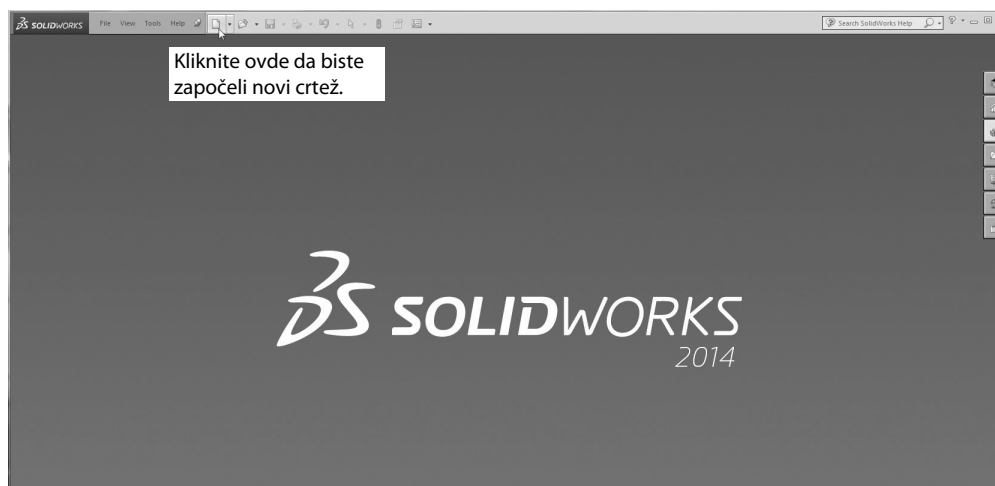 SOLIDWORKS File View Tools Help Search SolidWorks Help
Kliknite ovde da biste
započeli novi crtež.
SOLIDWORKS
2014